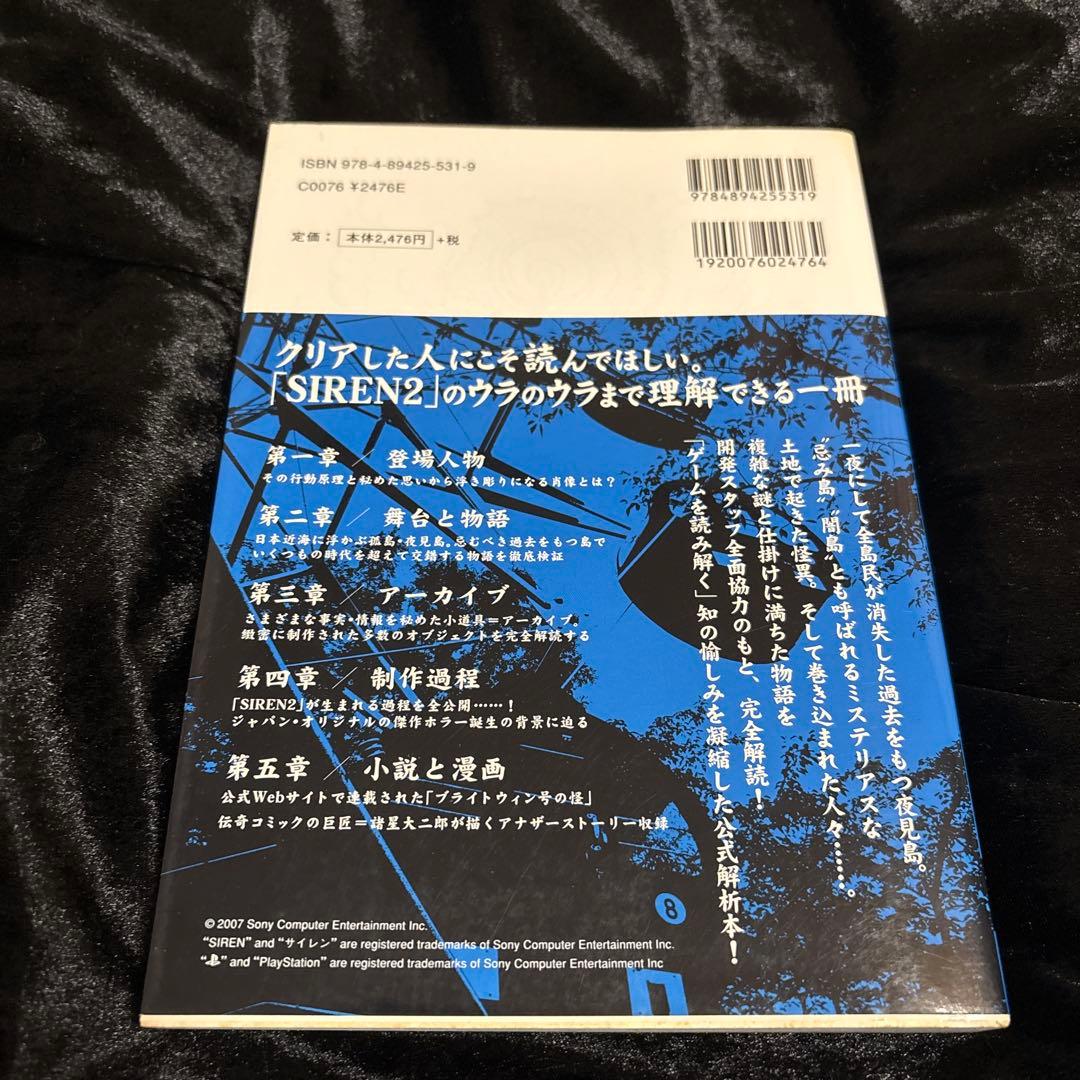 ISBN 978-4-89425-531-9
C0076 ¥2476E
定価： 本体2,476円 +税
9784894255319
1920076024764
クリアした人にこそ読んでほしい。
「SIREN2」のウラのウラまで理解できる一冊
一夜にして全島民が消失した過去をもつ夜見島。
“忌み島”“闇島”とも呼ばれるミステリアスな
土地で起きた怪異。そして巻き込まれた人々……。
複雑な謎と仕掛けに満ちた物語を
開発スタッフ全面協力のもと、完全解読！
「ゲームを読み解く」知の愉しみを凝縮した公式解析本！
第一章／登場人物
その行動原理と秘めた思いから浮き彫りになる肖像とは？
第二章／舞台と物語
日本近海に浮かぶ孤島・夜見島。忌むべき過去をもつ島で
いくつもの時代を超えて交錯する物語を徹底検証
第三章／アーカイブ
さまざまな事実・情報を秘めた小道具＝アーカイブ。
緻密に制作された多数のオブジェクトを完全解読する
第四章／制作過程
「SIREN2」が生まれる過程を全公開……！
ジャパン・オリジナルの傑作ホラー誕生の背景に迫る
第五章／小説と漫画
公式Webサイトで連載された「ブライトウィン号の怪」
伝奇コミックの巨匠＝諸星大二郎が描くアナザーストーリー収録
8
© 2007 Sony Computer Entertainment Inc.
“SIREN” and “サイレン” are registered trademarks of Sony Computer Entertainment Inc.
“PS” and “PlayStation” are registered trademarks of Sony Computer Entertainment Inc